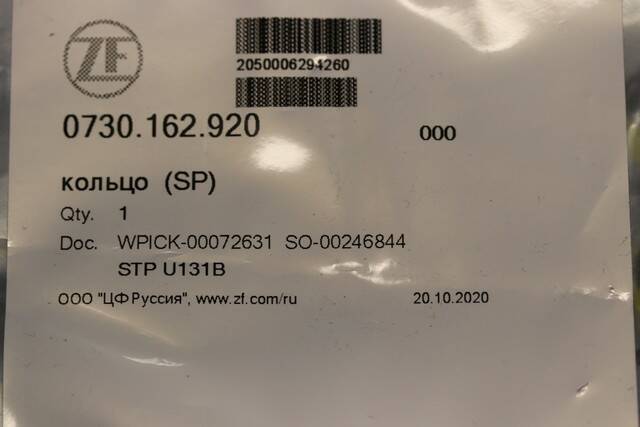 ZF
2050006294260
0730.162.920 000
кольцо (SP)
Qty. 1
Doc. WPICK-00072631 SO-00246844
STP U131B
ООО "ЦФ Руссия", www.zf.com/ru 20.10.2020